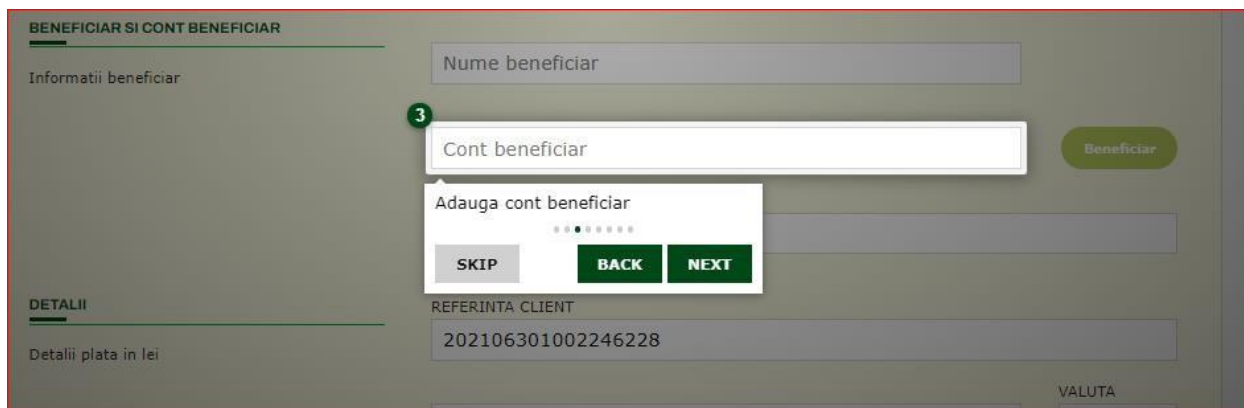 BENEFICIAR SI CONT BENEFICIAR
Informatii beneficiar
Nume beneficiar
3
Cont beneficiar
Beneficiar
Adauga cont beneficiar
SKIP
BACK
NEXT
DETALII
Detalii plata in lei
REFERINTA CLIENT
202106301002246228
VALUTA